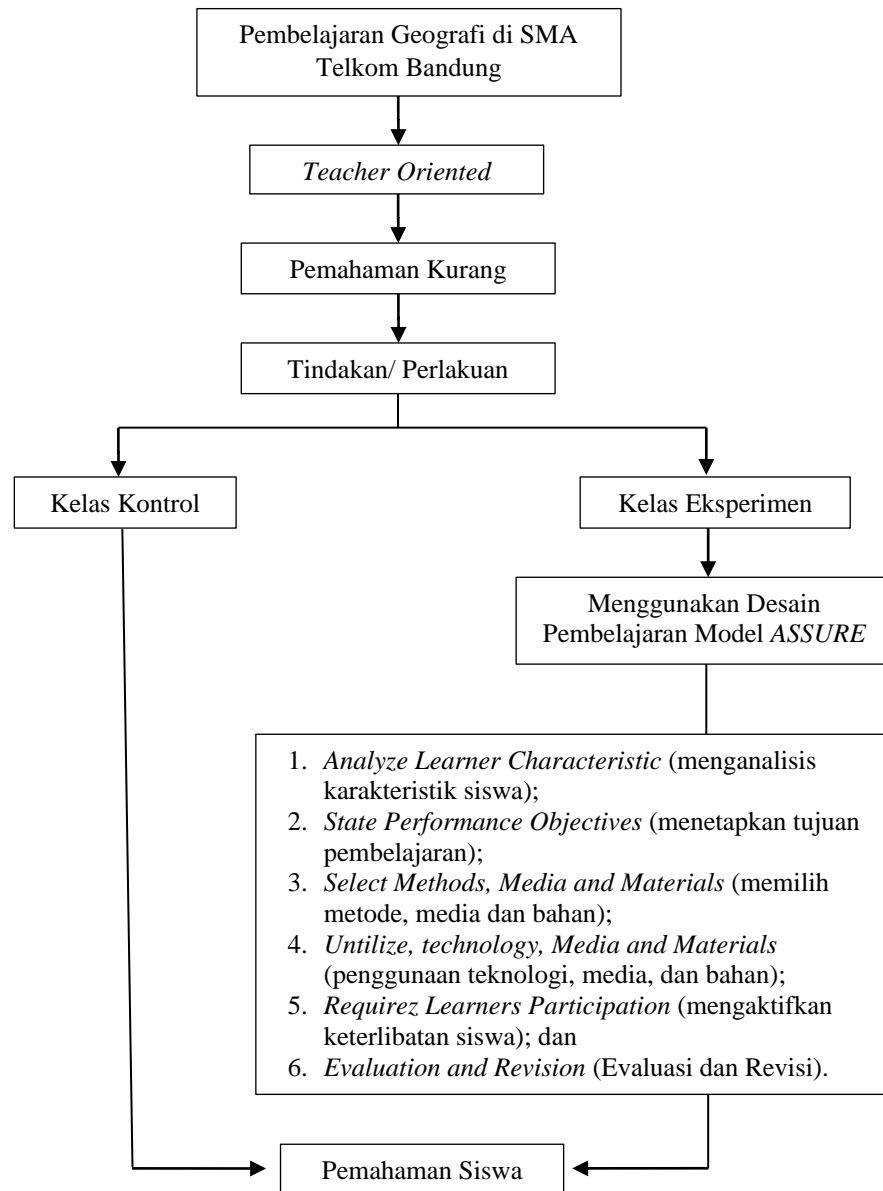 Pembelajaran Geografi di SMA
Telkom Bandung
Teacher Oriented
Pemahaman Kurang
Tindakan/ Perlakuan
Kelas Kontrol
Kelas Eksperimen
Menggunakan Desain
Pembelajaran Model ASSURE
1. Analyze Learner Characteristic (menganalisis
karakteristik siswa);
2. State Performance Objectives (menetapkan tujuan
pembelajaran);
3. Select Methods, Media and Materials (memilih
metode, media dan bahan);
4. Untilize, technology, Media and Materials
(penggunaan teknologi, media, dan bahan);
5. Requirez Learners Participation (mengaktifkan
keterlibatan siswa); dan
6. Evaluation and Revision (Evaluasi dan Revisi).
Pemahaman Siswa